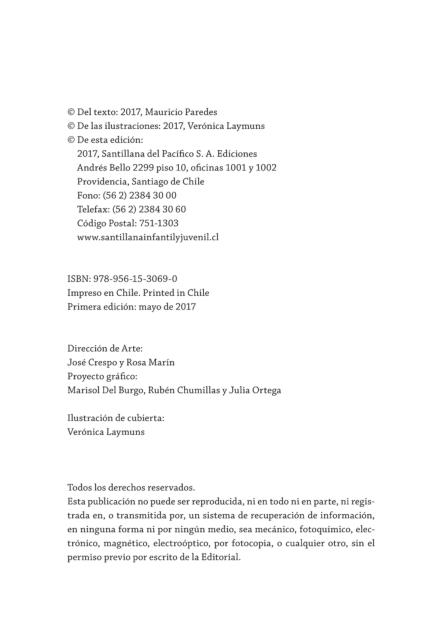 © Del texto: 2017, Mauricio Paredes
© De las ilustraciones: 2017, Verónica Laymuns
© De esta edición:
2017, Santillana del Pacífico S. A. Ediciones
Andrés Bello 2299 piso 10, oficinas 1001 y 1002
Providencia, Santiago de Chile
Fono: (56 2) 2384 30 00
Telefax: (56 2) 2384 30 60
Código Postal: 751-1303
www.santillanainfantilyjuvenil.cl
ISBN: 978-956-15-3069-0
Impreso en Chile. Printed in Chile
Primera edición: mayo de 2017
Dirección de Arte:
José Crespo y Rosa Marín
Proyecto gráfico:
Marisol Del Burgo, Rubén Chumillas y Julia Ortega
Ilustración de cubierta:
Verónica Laymuns
Todos los derechos reservados.
Esta publicación no puede ser reproducida, ni en todo ni en parte, ni regis-
trada en, o transmitida por, un sistema de recuperación de información,
en ninguna forma ni por ningún medio, sea mecánico, fotoquímico, elec-
trónico, magnético, electroóptico, por fotocopia, o cualquier otro, sin el
permiso previo por escrito de la Editorial.